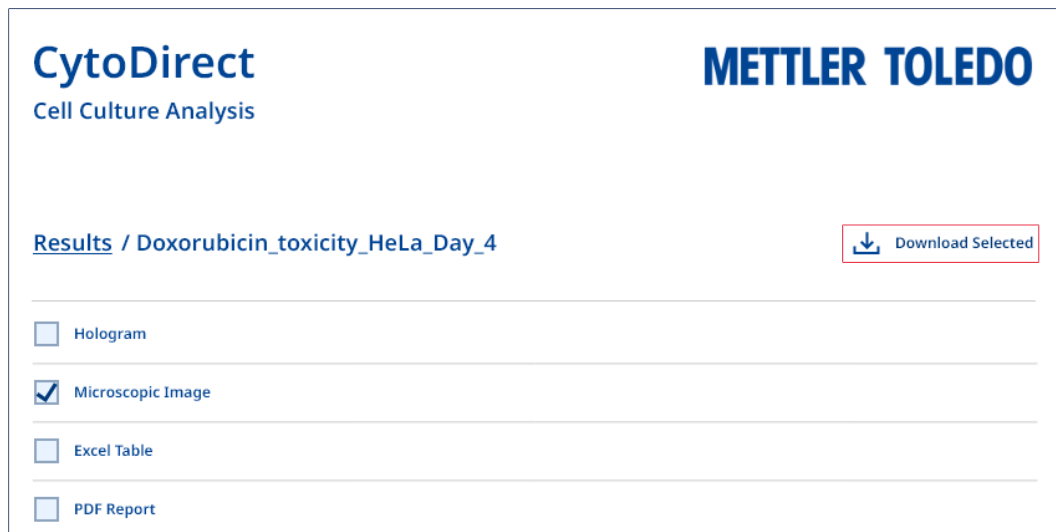 CytoDirect
METTLER TOLEDO
Cell Culture Analysis
Results / Doxorubicin_toxicity_HeLa_Day_4
Download Selected
Hologram
Microscopic Image
Excel Table
PDF Report